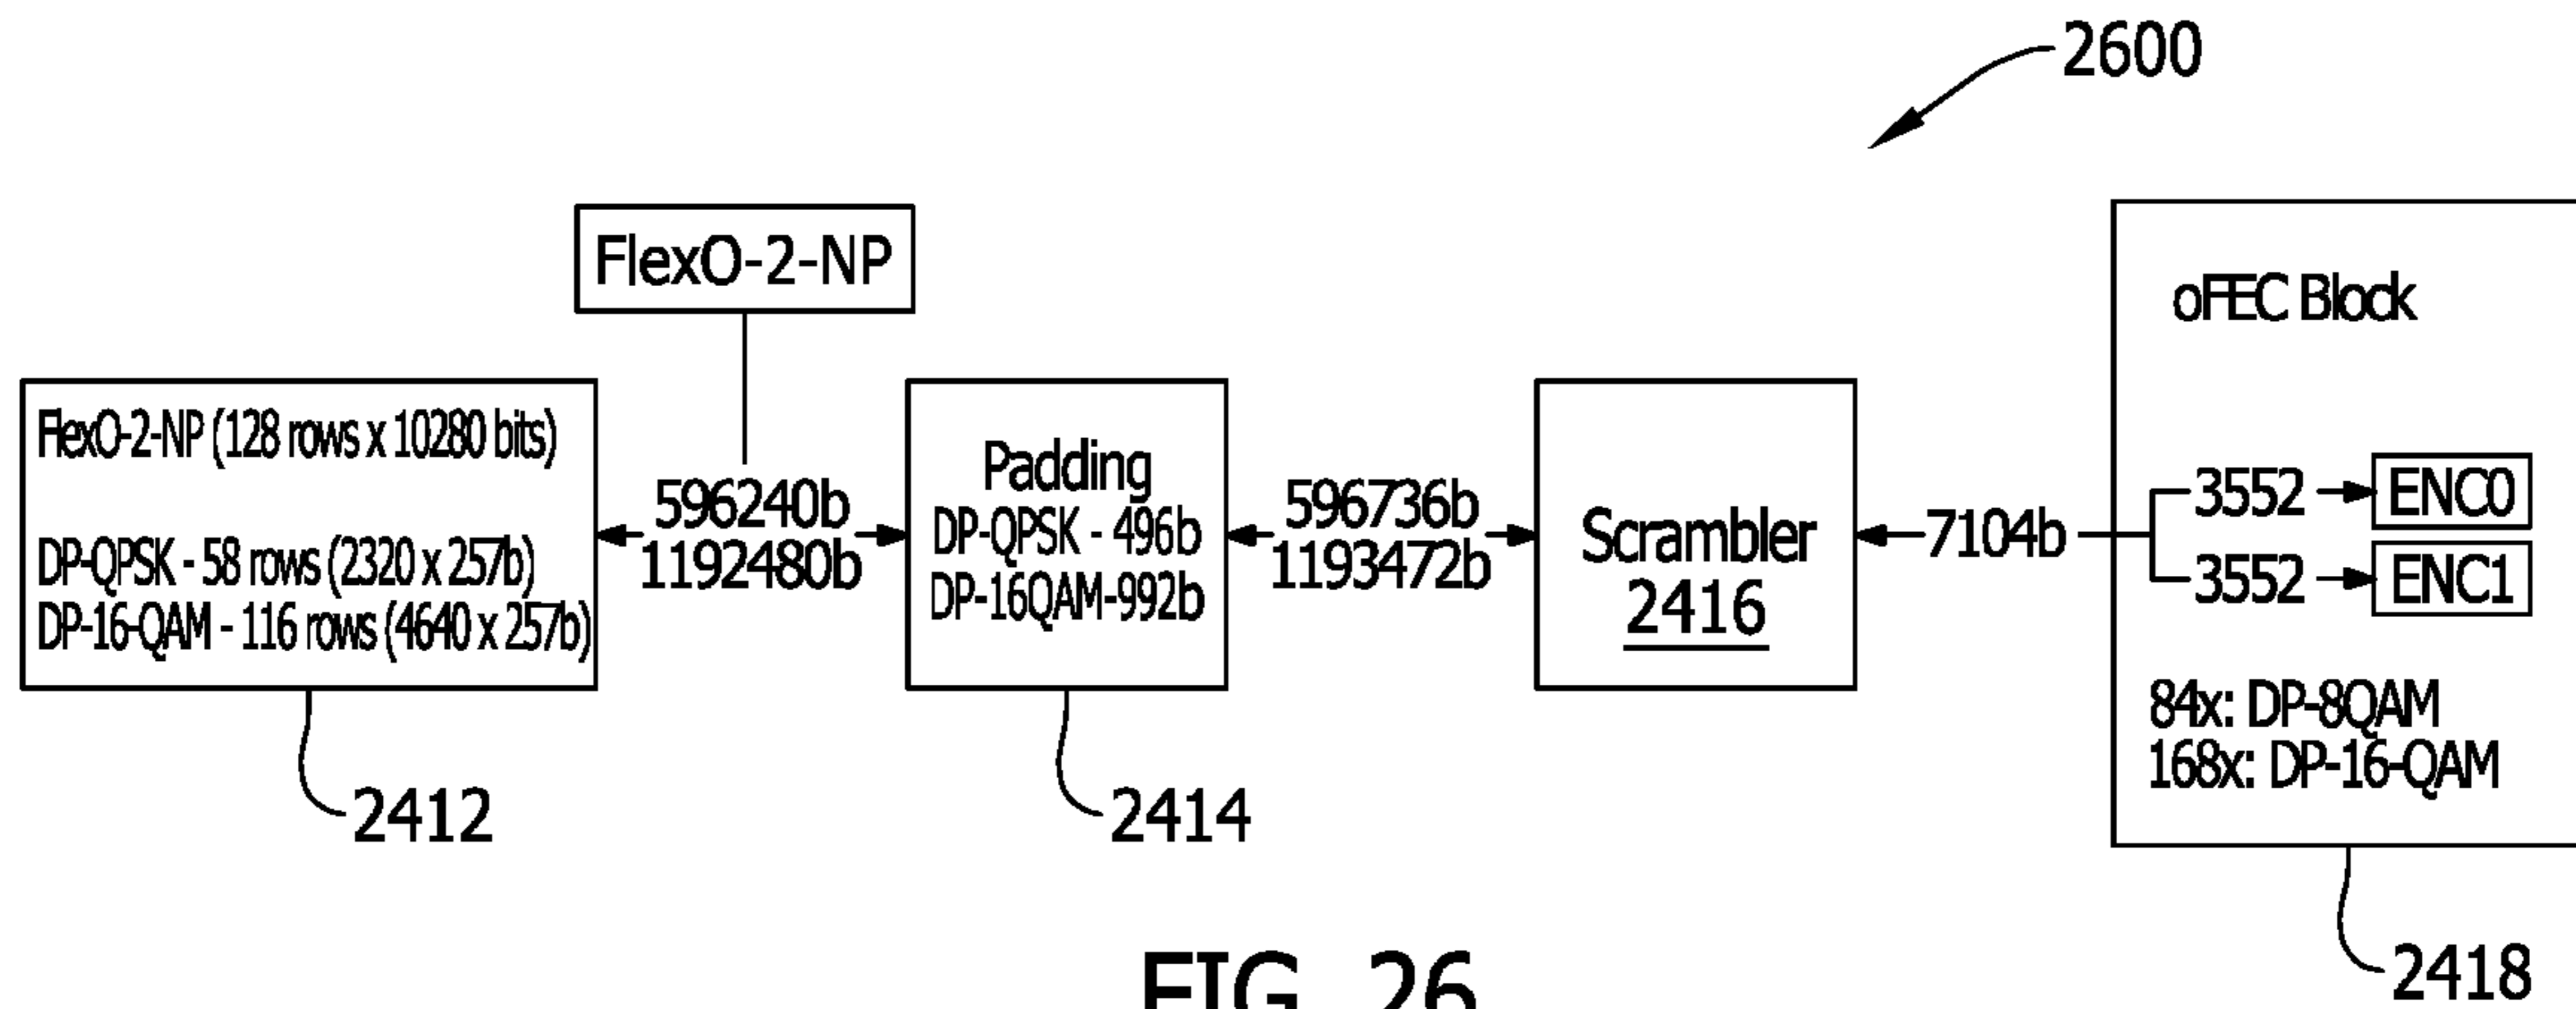 2600
FlexO-2-NP
FlexO-2-NP (128 rows x 10280 bits)
DP-QPSK - 58 rows (2320 x 257b)
DP-16-QAM - 116 rows (4640 x 257b)
2412
596240b
1192480b
Padding
DP-QPSK - 496b
DP-16QAM-992b
2414
596736b
1193472b
Scrambler
2416
7104b
oFEC Block
3552
ENC0
3552
ENC1
84x: DP-8QAM
168x: DP-16-QAM
2418
FIG. 26